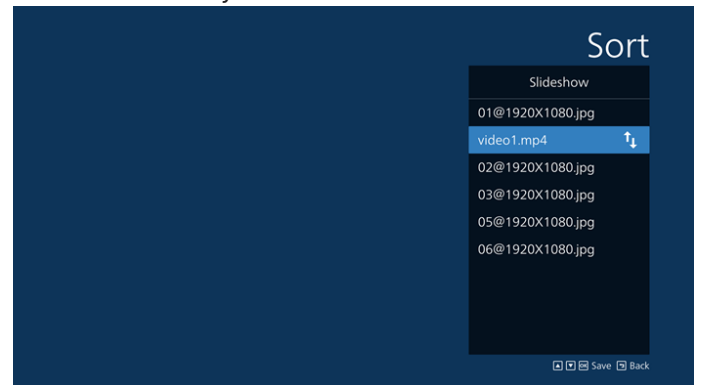 Sort
Slideshow
01@1920X1080.jpg
video1.mp4
02@1920X1080.jpg
03@1920X1080.jpg
05@1920X1080.jpg
06@1920X1080.jpg
OK Save Back